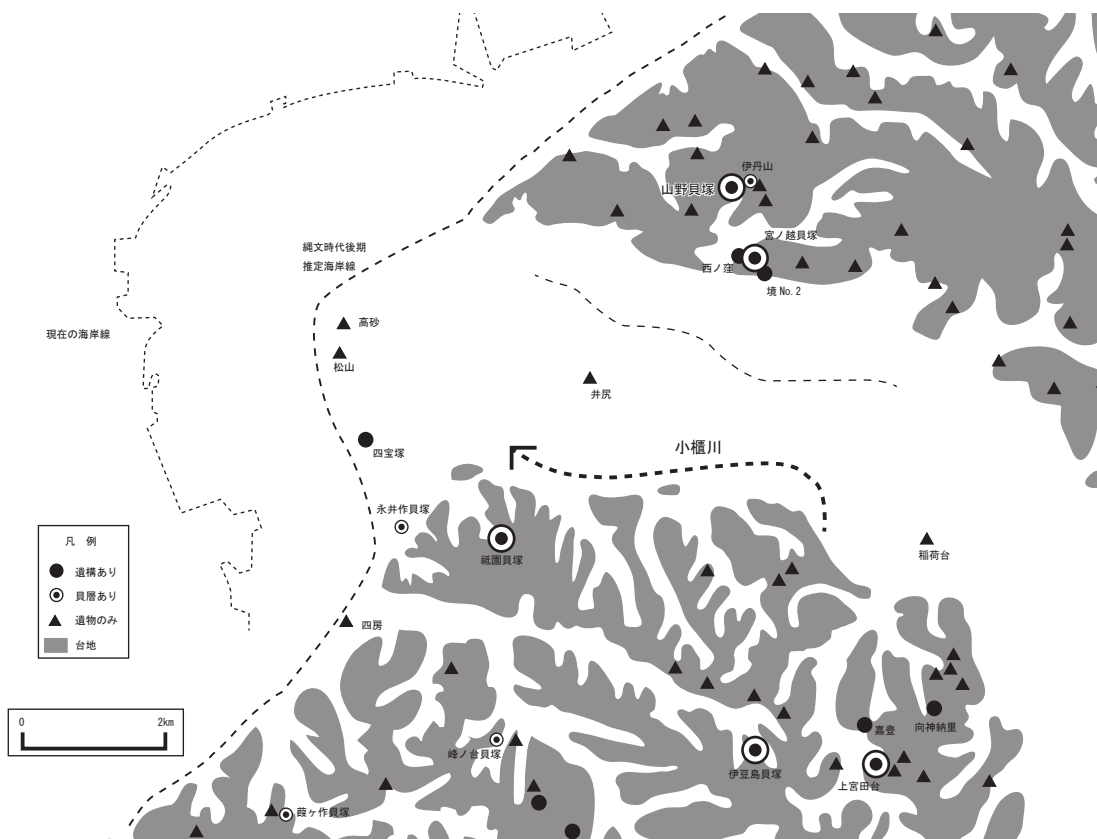 伊丹山
山野貝塚
宮ノ越貝塚
西ノ窪
境No.2
縄文時代後期
推定海岸線
高砂
現在の海岸線
松山
井尻
四宝塚
小櫃川
永井作貝塚
祗園貝塚
稲荷台
凡 例
遺構あり
貝層あり
遺物のみ
台地
四房
0 2km
向神納里
嘉登
峰ノ台貝塚
伊豆島貝塚
上宮田台
葭ヶ作貝塚